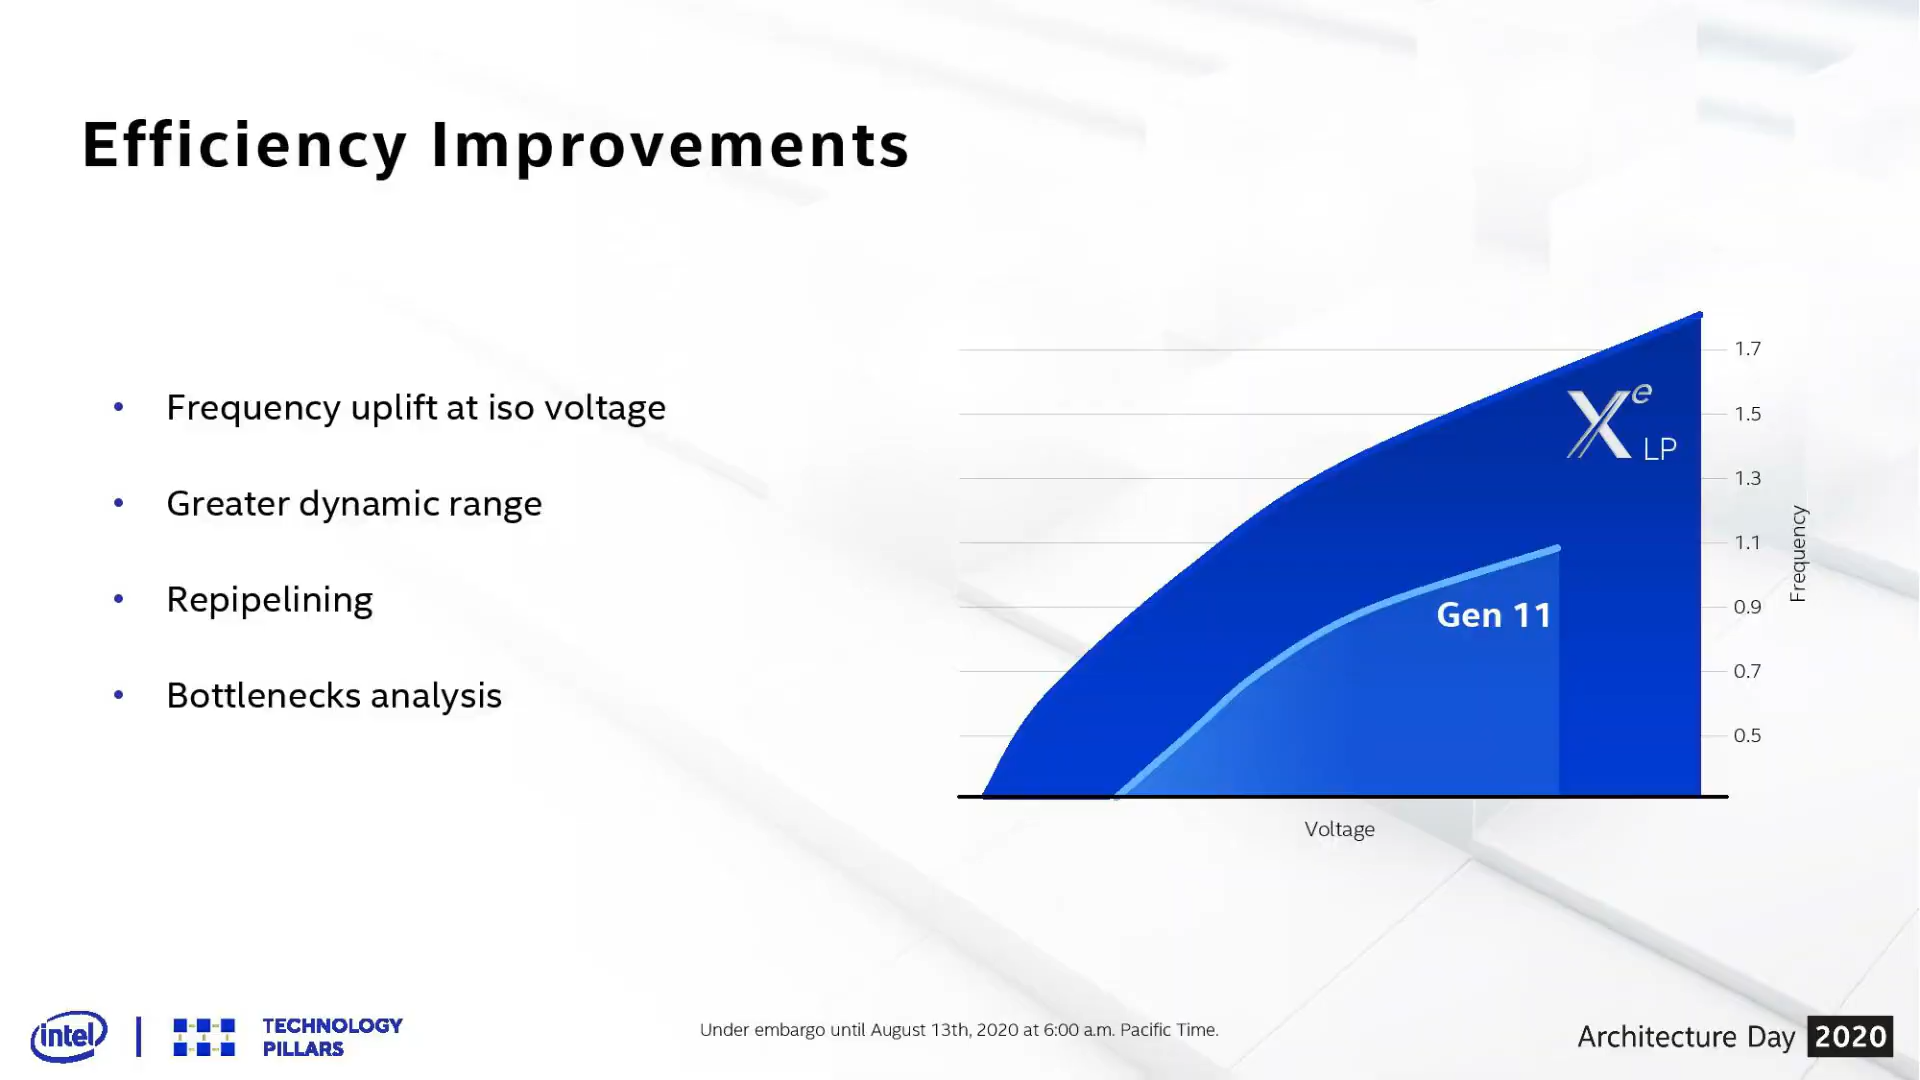 Efficiency Improvements
• Frequency uplift at iso voltage
• Greater dynamic range
• Repipelining
• Bottlenecks analysis
Xe LP
Gen 11
1.7
1.5
1.3
1.1
0.9
0.7
0.5
Frequency
Voltage
intel
TECHNOLOGY
PILLARS
Under embargo until August 13th, 2020 at 6:00 a.m. Pacific Time.
Architecture Day 2020